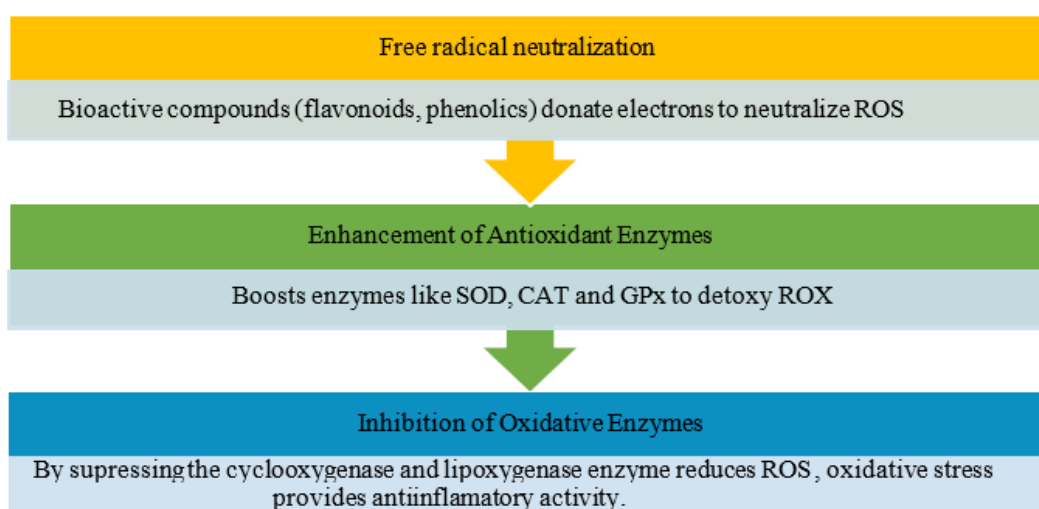 Free radical neutralization
Bioactive compounds (flavonoids, phenolics) donate electrons to neutralize ROS
Enhancement of Antioxidant Enzymes
Boosts enzymes like SOD, CAT and GPx to detoxy ROX
Inhibition of Oxidative Enzymes
By supressing the cyclooxygenase and lipoxygenase enzyme reduces ROS, oxidative stress
provides antiinflamatory activity.